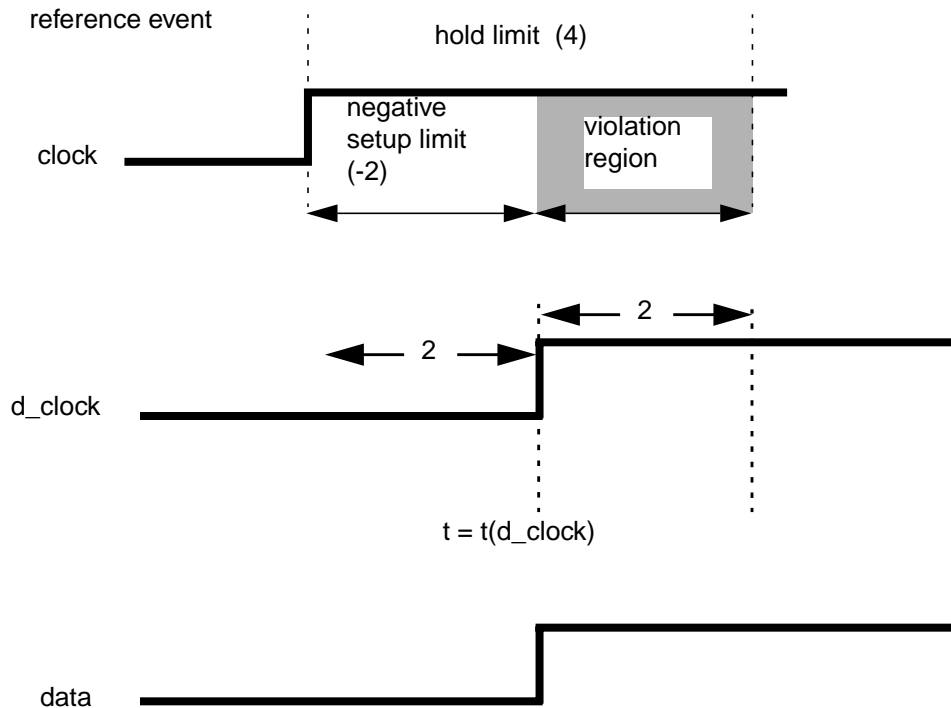 reference event
hold limit (4)
clock
negative
setup limit
(-2)
violation
region
2
2
d_clock
t = t(d_clock)
data